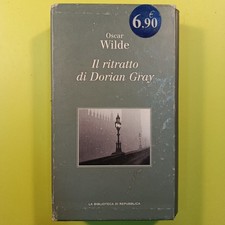 €
6,90
Oscar
Wilde
Il ritratto
di Dorian Gray
LA BIBLIOTECA DI REPUBBLICA